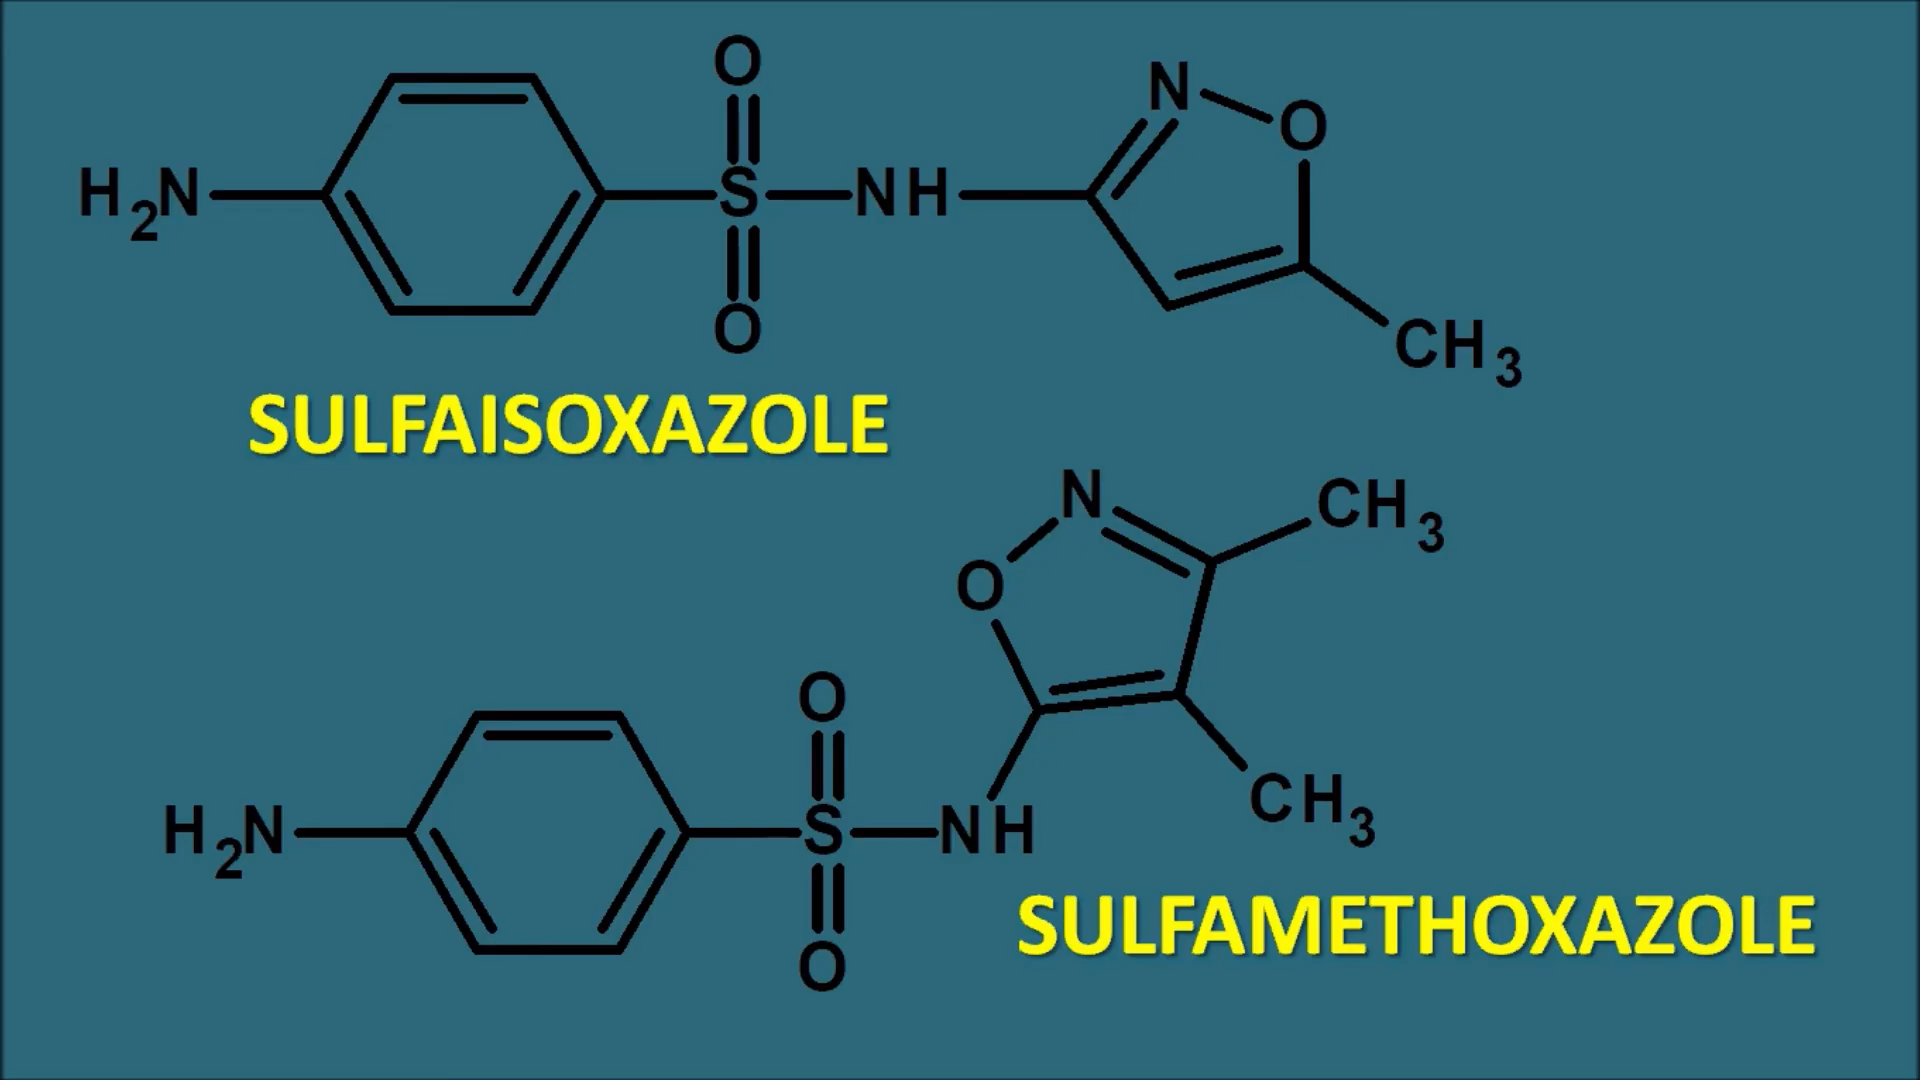 O
N
O
H2N
S
NH
O
CH3
SULFAISOXAZOLE
N
CH3
O
O
H2N
S
NH
CH3
SULFAMETHOXAZOLE
O